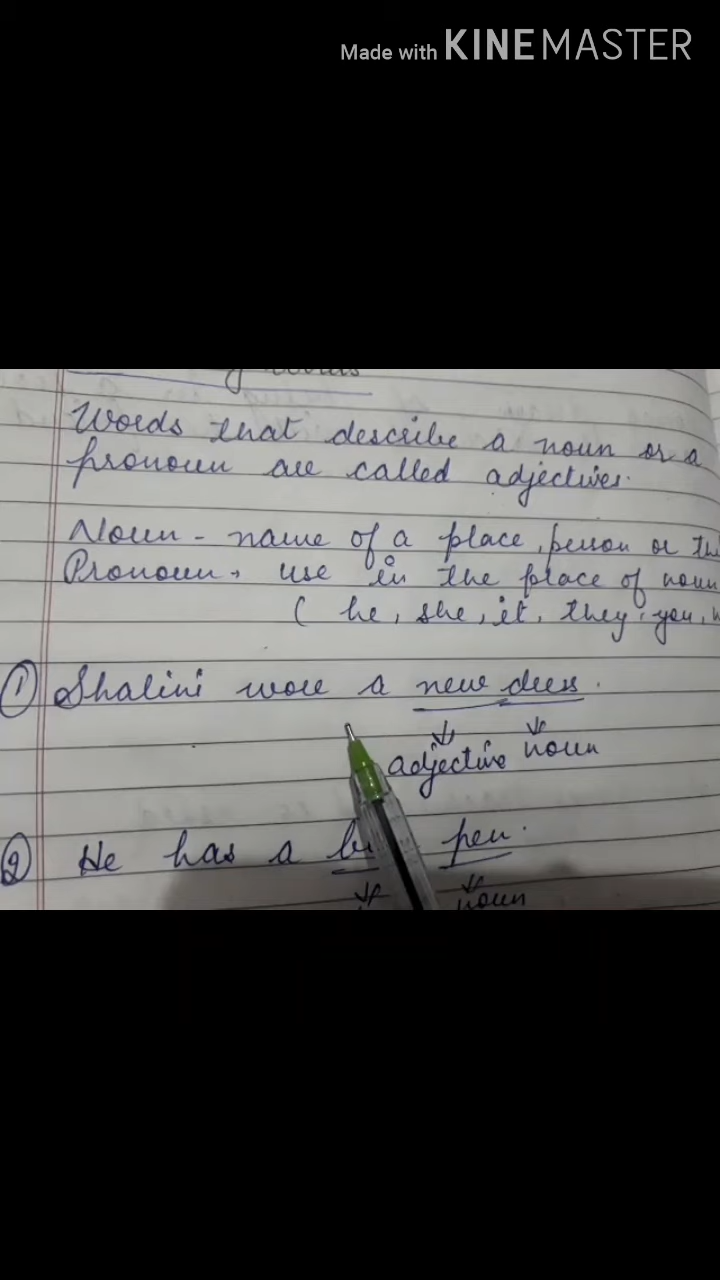 Made with KINEMASTER
Words that describe a noun or a
pronoun are called adjectives.
Noun - name of a place, person or
Pronoun - use in the place of noun
( he, she, it, they, you,
① Shalini wore a new dress.
adjective noun
② He has a pen.
noun